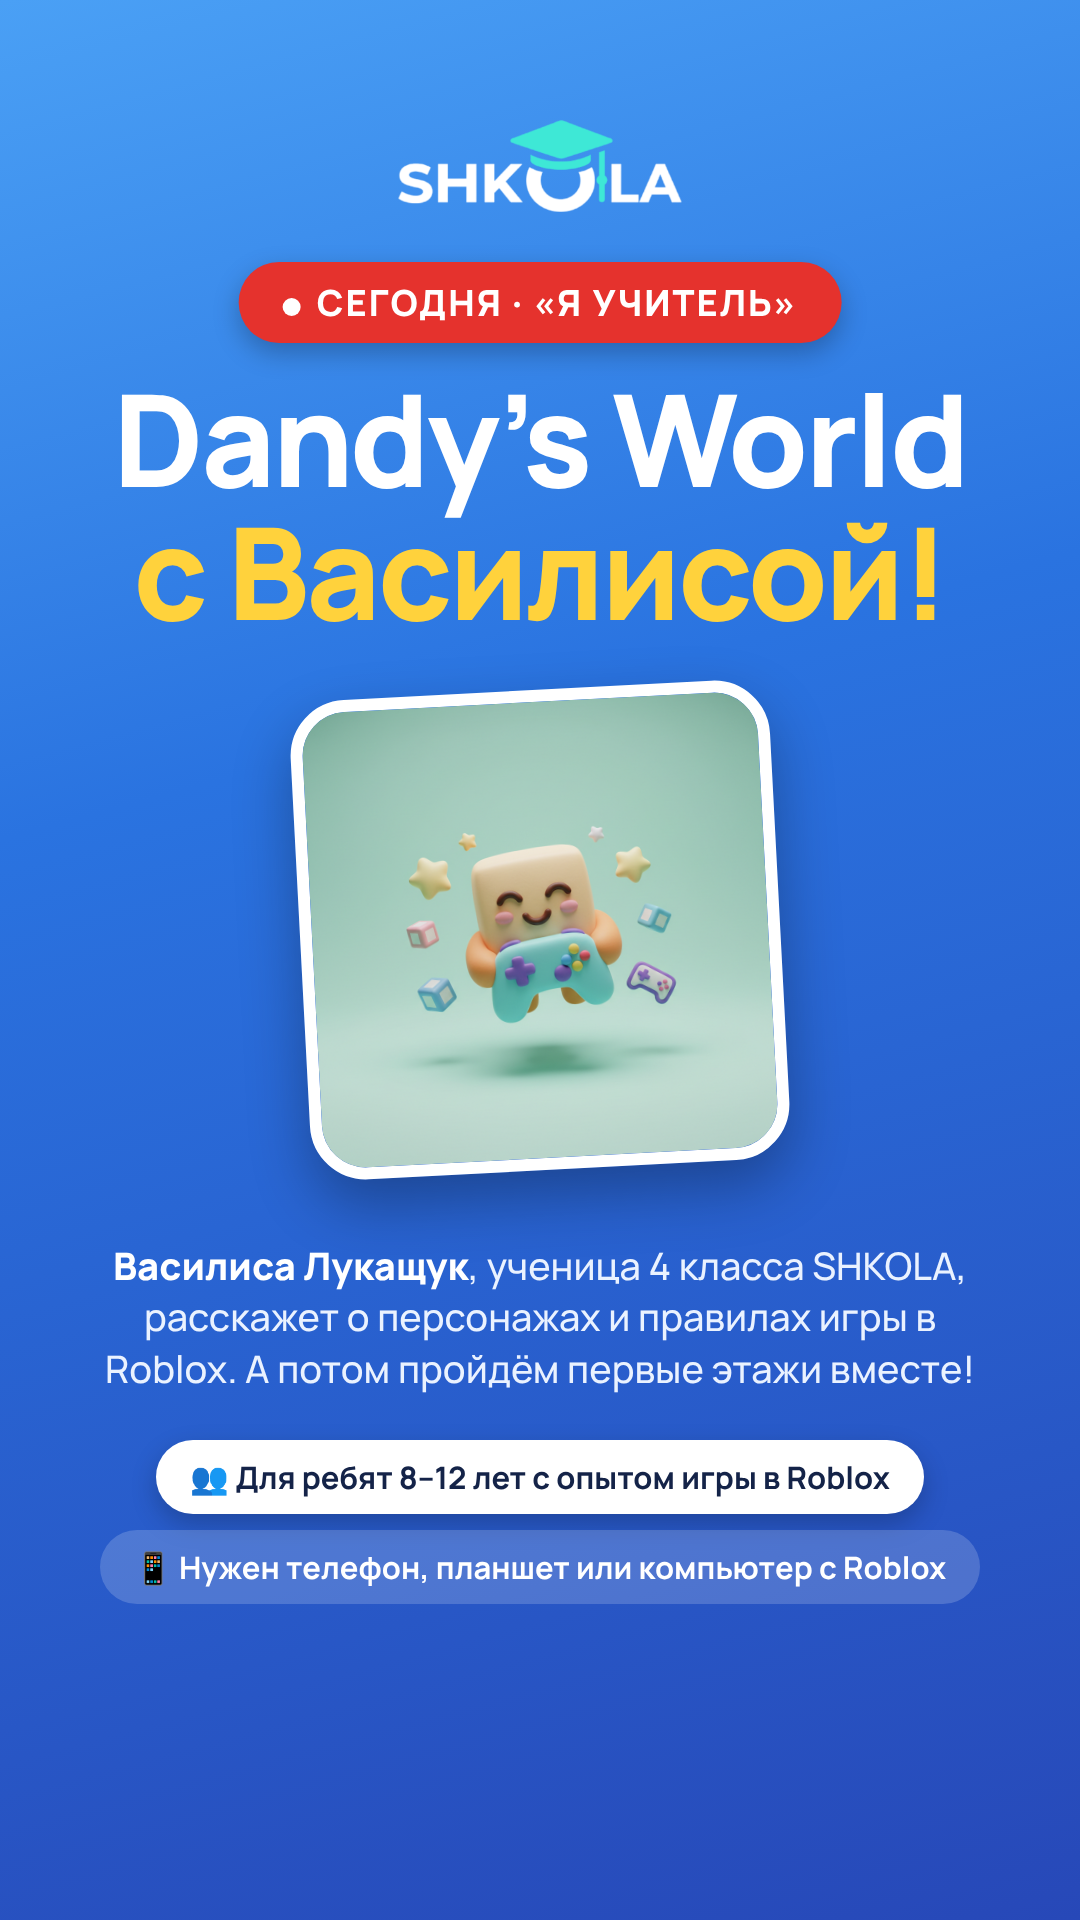 SHKOLA
СЕГОДНЯ · «Я УЧИТЕЛЬ»
Dandy’s World
с Василисой!
Василиса Лукащук, ученица 4 класса SHKOLA,
расскажет о персонажах и правилах игры в
Roblox. А потом пройдём первые этажи вместе!
👥 Для ребят 8–12 лет с опытом игры в Roblox
📱 Нужен телефон, планшет или компьютер с Roblox